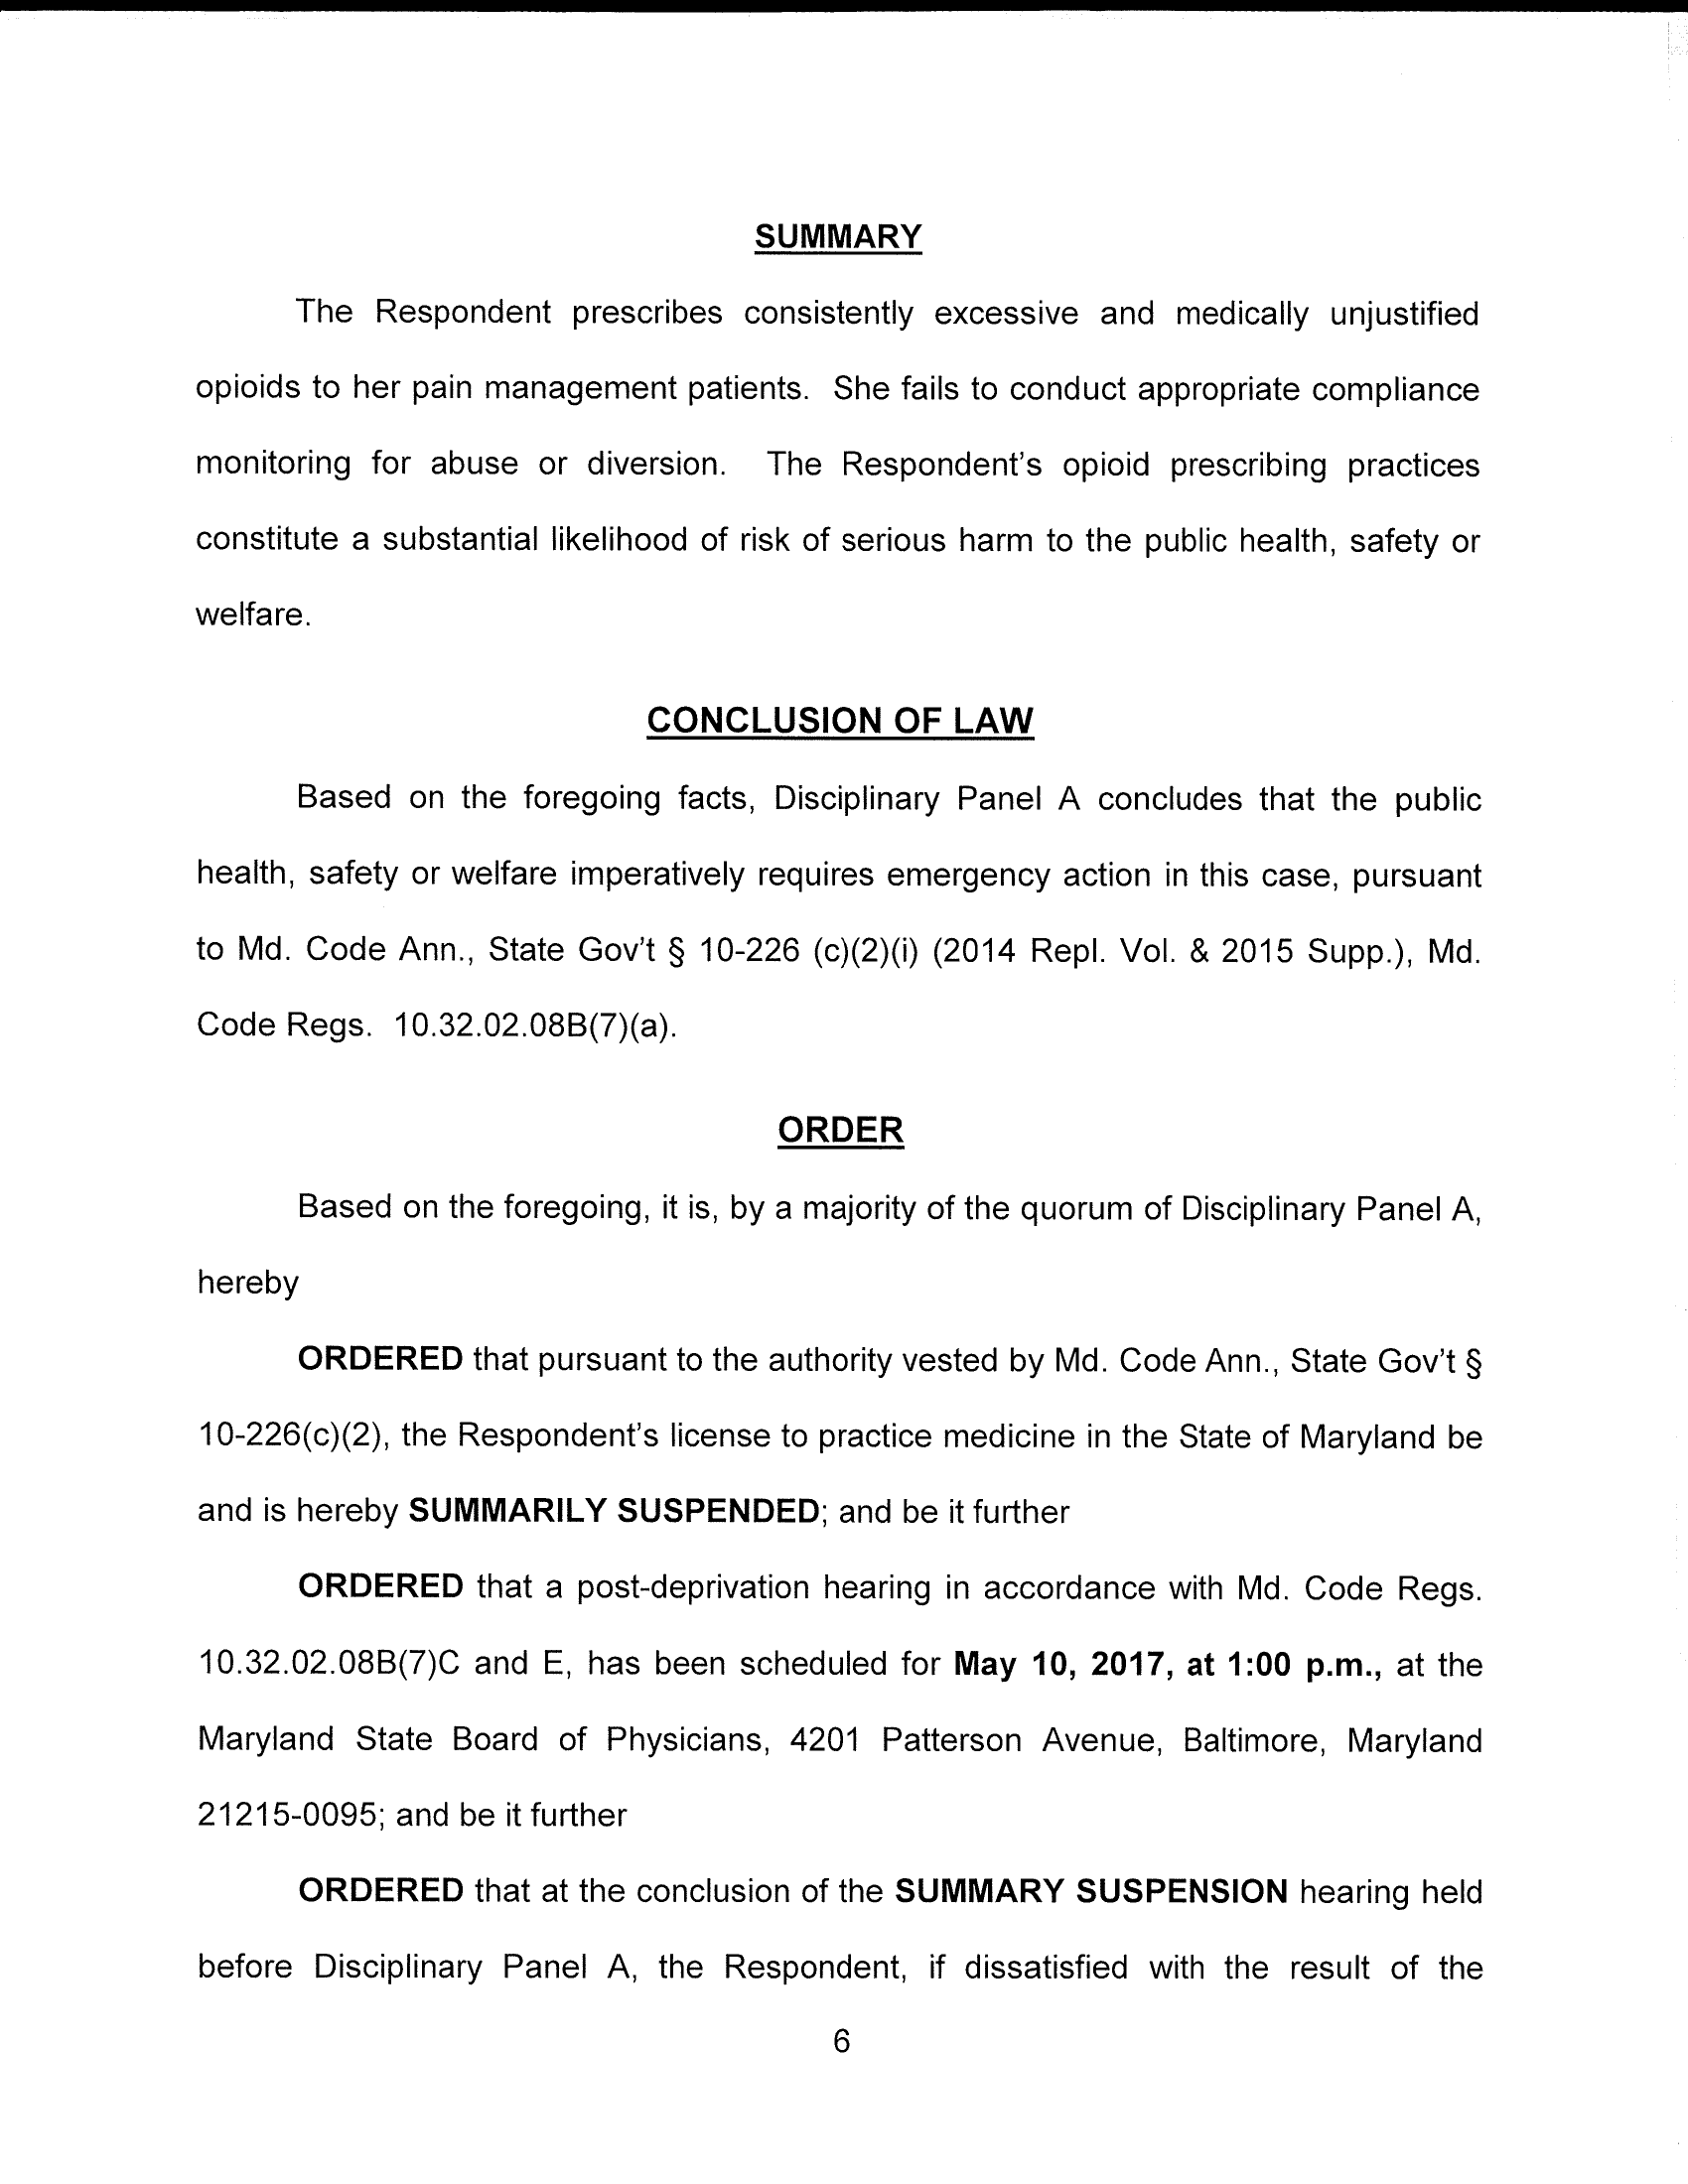 SUMMARY
The Respondent prescribes consistently excessive and medically unjustified
opioids to her pain management patients. She fails to conduct appropriate compliance
monitoring for abuse or diversion. The Respondent's opioid prescribing practices
constitute a substantial likelihood of risk of serious harm to the public health, safety or
welfare.
CONCLUSION OF LAW
Based on the foregoing facts, Disciplinary Panel A concludes that the public
health, safety or welfare imperatively requires emergency action in this case, pursuant
to Md. Code Ann., State Gov't § 10-226 (c)(2)(i) (2014 Repl. Vol. & 2015 Supp.), Md.
Code Regs. 10.32.02.08B(7)(a).
ORDER
Based on the foregoing, it is, by a majority of the quorum of Disciplinary Panel A,
hereby
ORDERED that pursuant to the authority vested by Md. Code Ann., State Gov't §
10-226(c)(2), the Respondent's license to practice medicine in the State of Maryland be
and is hereby SUMMARILY SUSPENDED; and be it further
ORDERED that a post-deprivation hearing in accordance with Md. Code Regs.
10.32.02.08B(7)C and E, has been scheduled for May 10, 2017, at 1:00 p.m., at the
Maryland State Board of Physicians, 4201 Patterson Avenue, Baltimore, Maryland
21215-0095; and be it further
ORDERED that at the conclusion of the SUMMARY SUSPENSION hearing held
before Disciplinary Panel A, the Respondent, if dissatisfied with the result of the
6